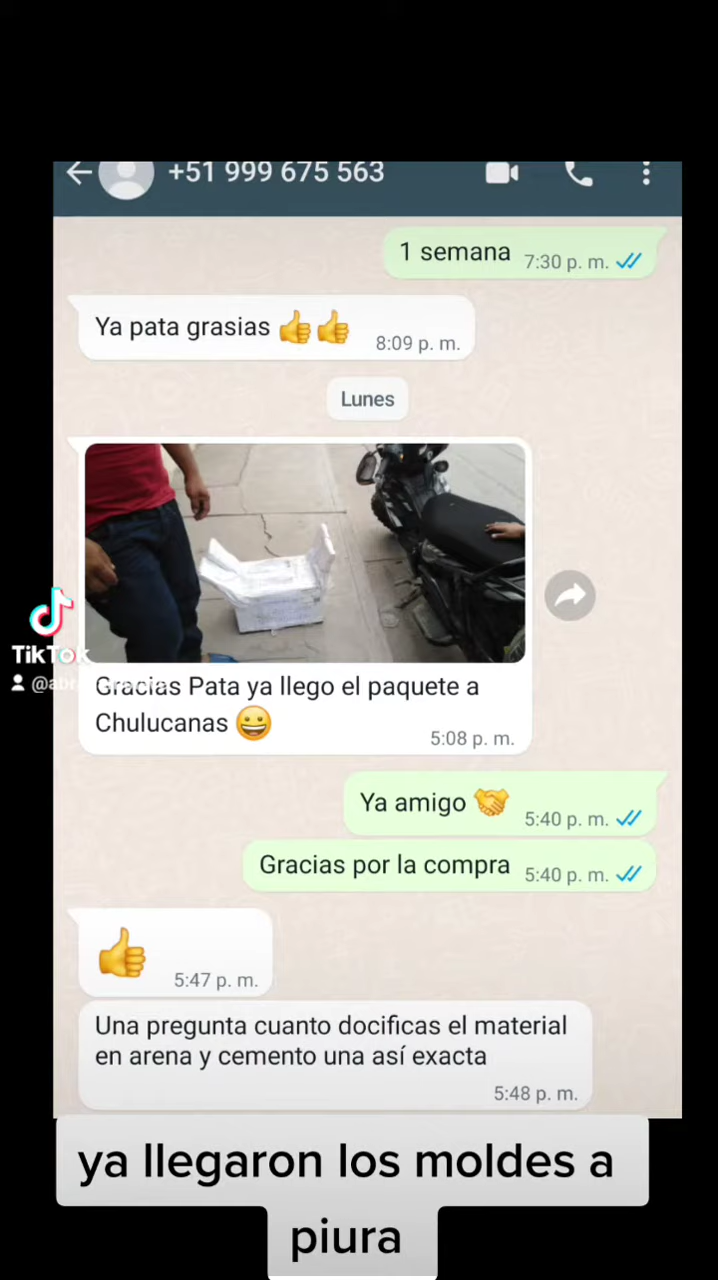 +51 999 675 563
1 semana 7:30 p. m.
Ya pata grasias 👍👍 8:09 p. m.
Lunes
Gracias Pata ya llego el paquete a
Chulucanas 😀 5:08 p. m.
TikTok
Ya amigo 🤝 5:40 p. m.
Gracias por la compra 5:40 p. m.
👍 5:47 p. m.
Una pregunta cuanto docificas el material
en arena y cemento una así exacta
5:48 p. m.
ya llegaron los moldes a
piura